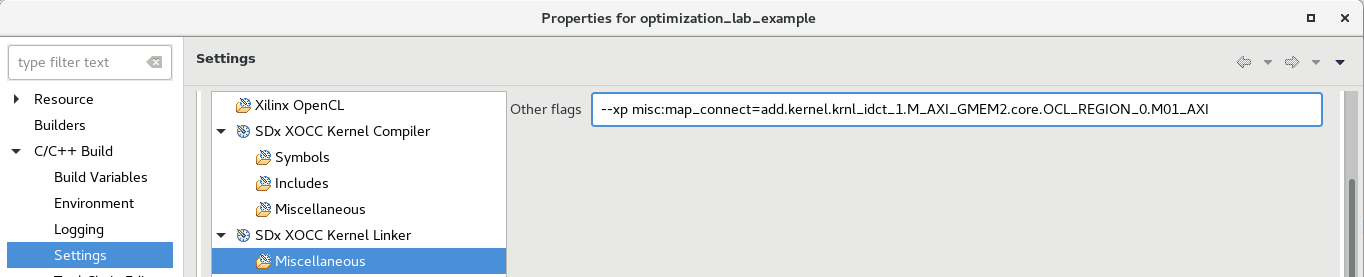 Properties for optimization_lab_example
type filter text
Resource
Builders
C/C++ Build
Build Variables
Environment
Logging
Settings
Settings
Xilinx OpenCL
SDx XOCC Kernel Compiler
Symbols
Includes
Miscellaneous
SDx XOCC Kernel Linker
Miscellaneous
Other flags
--xp misc:map_connect=add.kernel.krnl_idct_1.M_AXI_GMEM2.core.OCL_REGION_0.M01_AXI